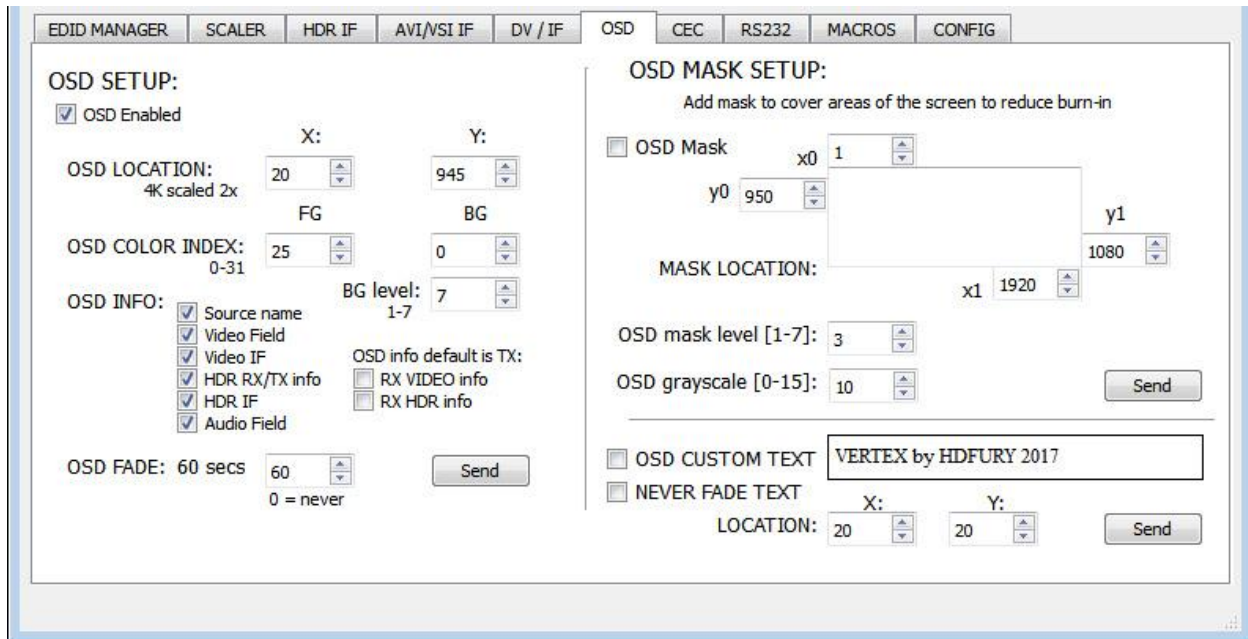 EDID MANAGER SCALER HDR IF AVI/VSI IF DV / IF OSD CEC RS232 MACROS CONFIG
OSD SETUP:
OSD Enabled
X: Y:
OSD LOCATION: 20 945
4K scaled 2x
FG BG
OSD COLOR INDEX: 25 0
0-31
BG level: 7
1-7
OSD INFO:
Source name
Video Field
Video IF
HDR RX/TX info
HDR IF
Audio Field
OSD info default is TX:
RX VIDEO info
RX HDR info
OSD FADE: 60 secs 60 Send
0 = never
OSD MASK SETUP:
Add mask to cover areas of the screen to reduce burn-in
OSD Mask x0 1
y0 950
y1
1080
MASK LOCATION:
x1 1920
OSD mask level [1-7]: 3
OSD grayscale [0-15]: 10 Send
OSD CUSTOM TEXT VERTEX by HDFURY 2017
NEVER FADE TEXT
X: Y:
LOCATION: 20 20 Send